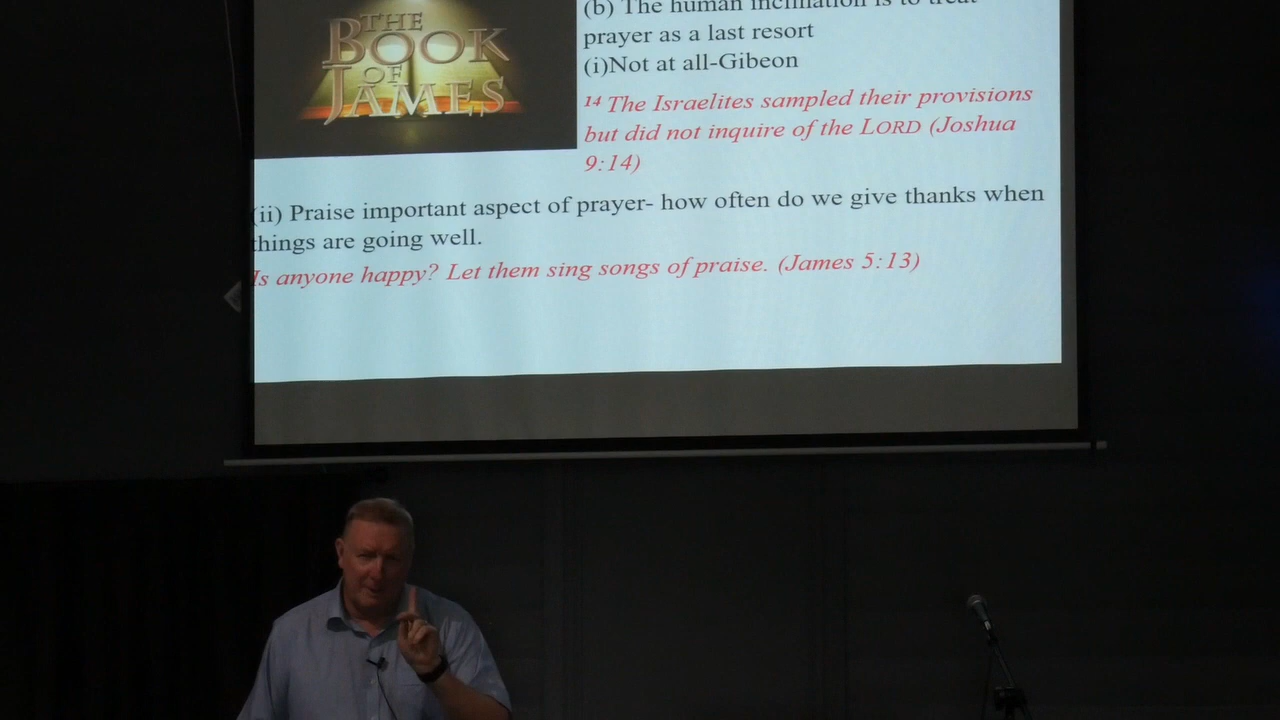 THE
BOOK
OF
JAMES
(b) The human inclination is to treat
prayer as a last resort
(i)Not at all-Gibeon
14 The Israelites sampled their provisions
but did not inquire of the LORD (Joshua
9:14)
(ii) Praise important aspect of prayer- how often do we give thanks when
things are going well.
Is anyone happy? Let them sing songs of praise. (James 5:13)